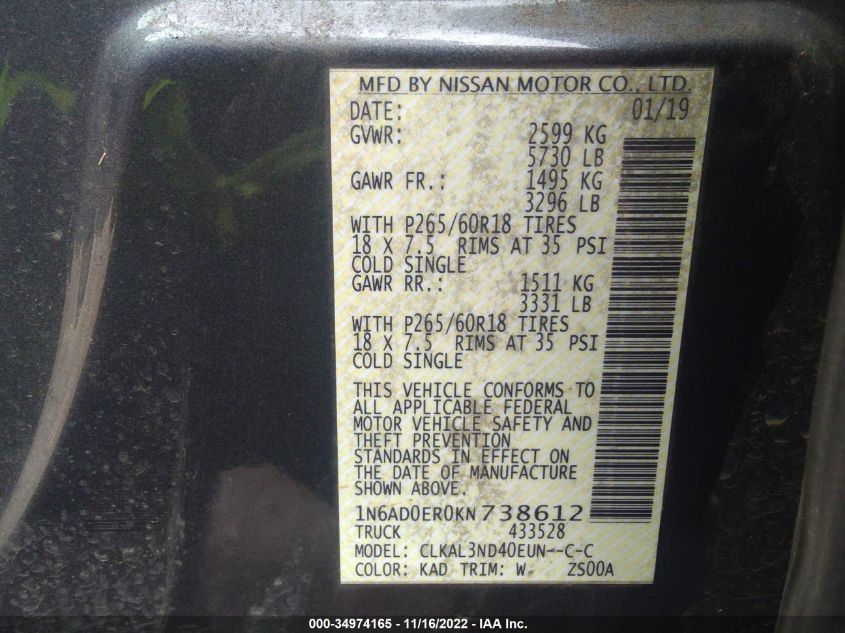 MFD BY NISSAN MOTOR CO., LTD.
DATE: 01/19
GVWR: 2599 KG
5730 LB
GAWR FR.: 1495 KG
3296 LB
WITH P265/60R18 TIRES
18 X 7.5 RIMS AT 35 PSI
COLD SINGLE
GAWR RR.: 1511 KG
3331 LB
WITH P265/60R18 TIRES
18 X 7.5 RIMS AT 35 PSI
COLD SINGLE
THIS VEHICLE CONFORMS TO
ALL APPLICABLE FEDERAL
MOTOR VEHICLE SAFETY AND
THEFT PREVENTION
STANDARDS IN EFFECT ON
THE DATE OF MANUFACTURE
SHOWN ABOVE.
1N6AD0ER0KN738612
TRUCK 433528
MODEL: CLKAL3ND40EUN--C-C
COLOR: KAD TRIM: W ZS00A
000-34974165 - 11/16/2022 - IAA Inc.